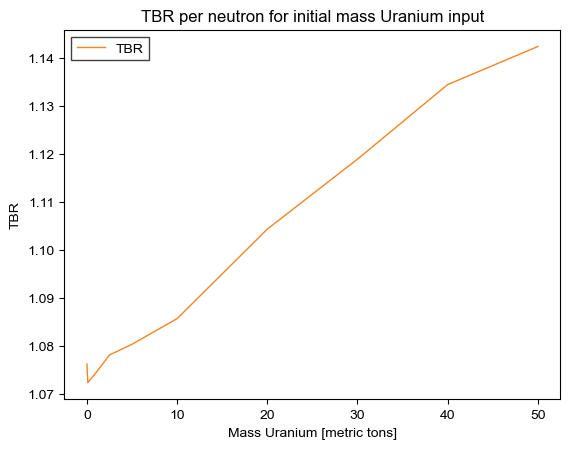 TBR per neutron for initial mass Uranium input
TBR
1.14
1.13
1.12
1.11
1.10
1.09
1.08
1.07
TBR
0 10 20 30 40 50
Mass Uranium [metric tons]